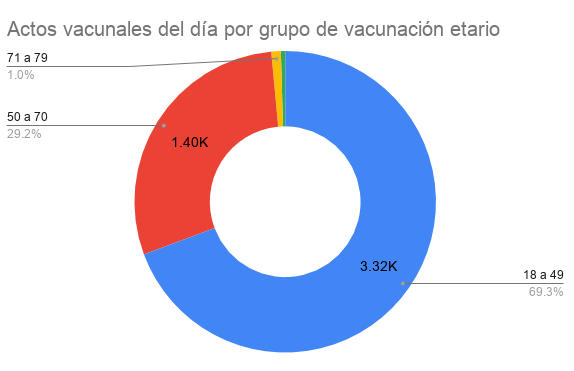 Actos vacunales del día por grupo de vacunación etario
71 a 79
1.0%
50 a 70
29.2%
1.40K
3.32K
18 a 49
69.3%